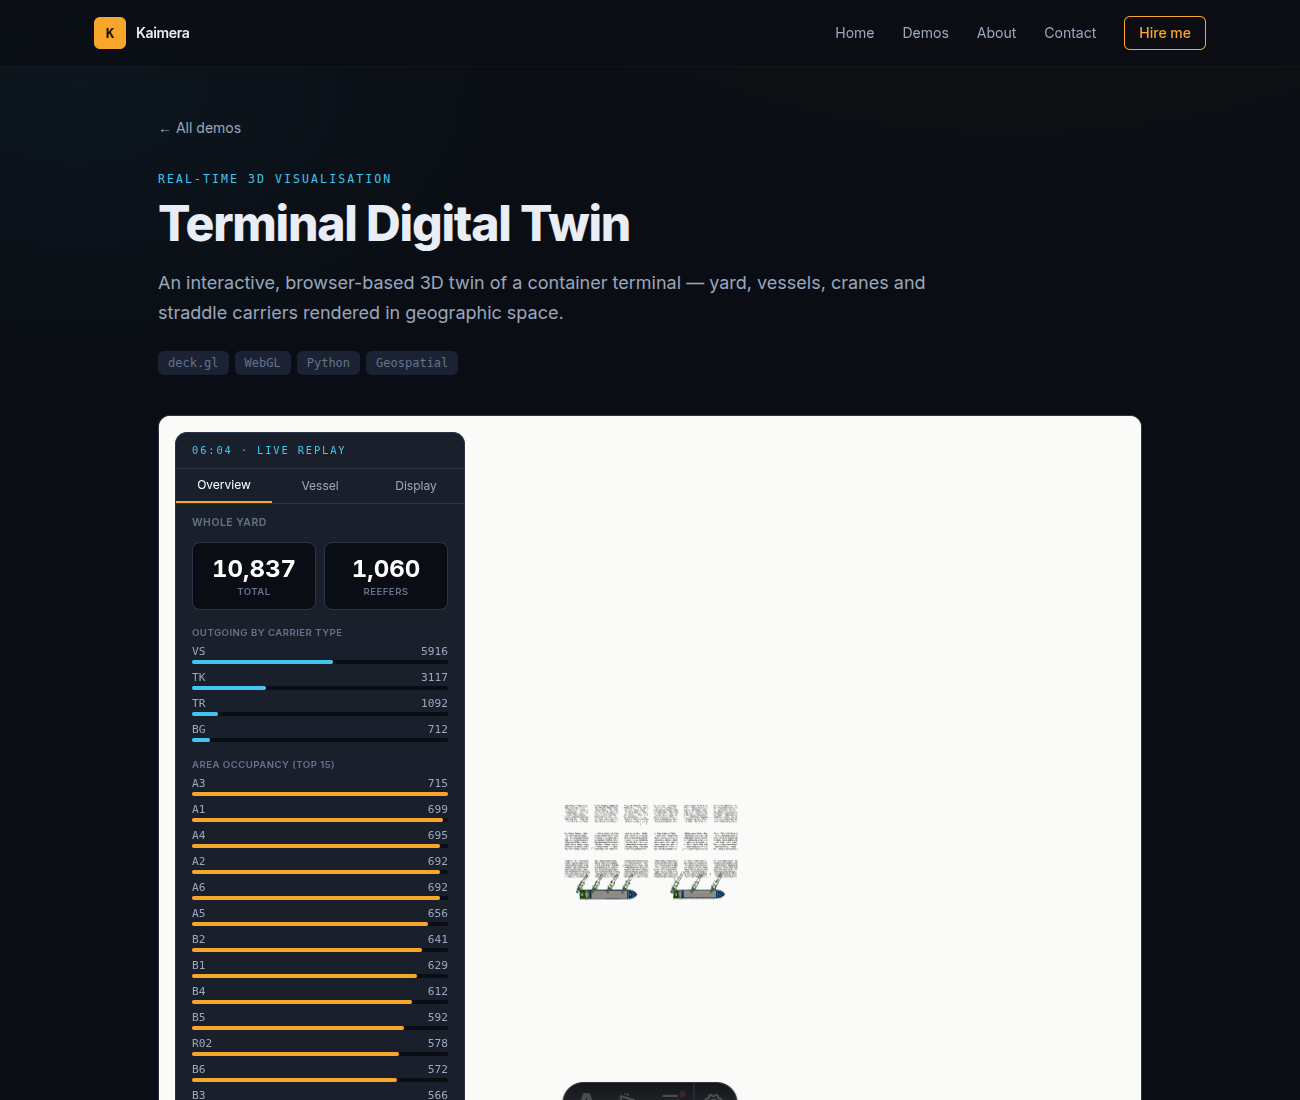 K Kaimera
Home Demos About Contact Hire me
← All demos
REAL-TIME 3D VISUALISATION
Terminal Digital Twin
An interactive, browser-based 3D twin of a container terminal — yard, vessels, cranes and
straddle carriers rendered in geographic space.
deck.gl WebGL Python Geospatial
06:04 · LIVE REPLAY
Overview Vessel Display
WHOLE YARD
10,837 1,060
TOTAL REEFERS
OUTGOING BY CARRIER TYPE
VS 5916
TK 3117
TR 1092
BG 712
AREA OCCUPANCY (TOP 15)
A3 715
A1 699
A4 695
A2 692
A6 692
A5 656
B2 641
B1 629
B4 612
B5 592
R02 578
B6 572
B3 566